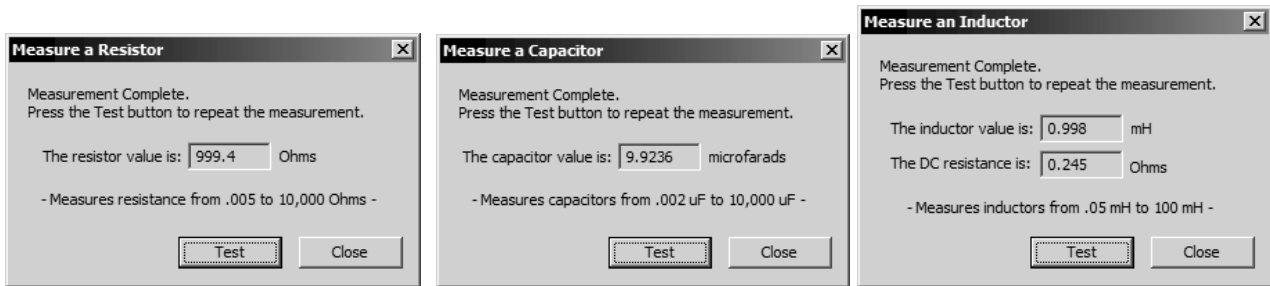 Measure a Resistor
Measurement Complete.
Press the Test button to repeat the measurement.
The resistor value is: 999.4 Ohms
- Measures resistance from .005 to 10,000 Ohms -
Test Close
Measure a Capacitor
Measurement Complete.
Press the Test button to repeat the measurement.
The capacitor value is: 9.9236 microfarads
- Measures capacitors from .002 uF to 10,000 uF -
Test Close
Measure an Inductor
Measurement Complete.
Press the Test button to repeat the measurement.
The inductor value is: 0.998 mH
The DC resistance is: 0.245 Ohms
- Measures inductors from .05 mH to 100 mH -
Test Close